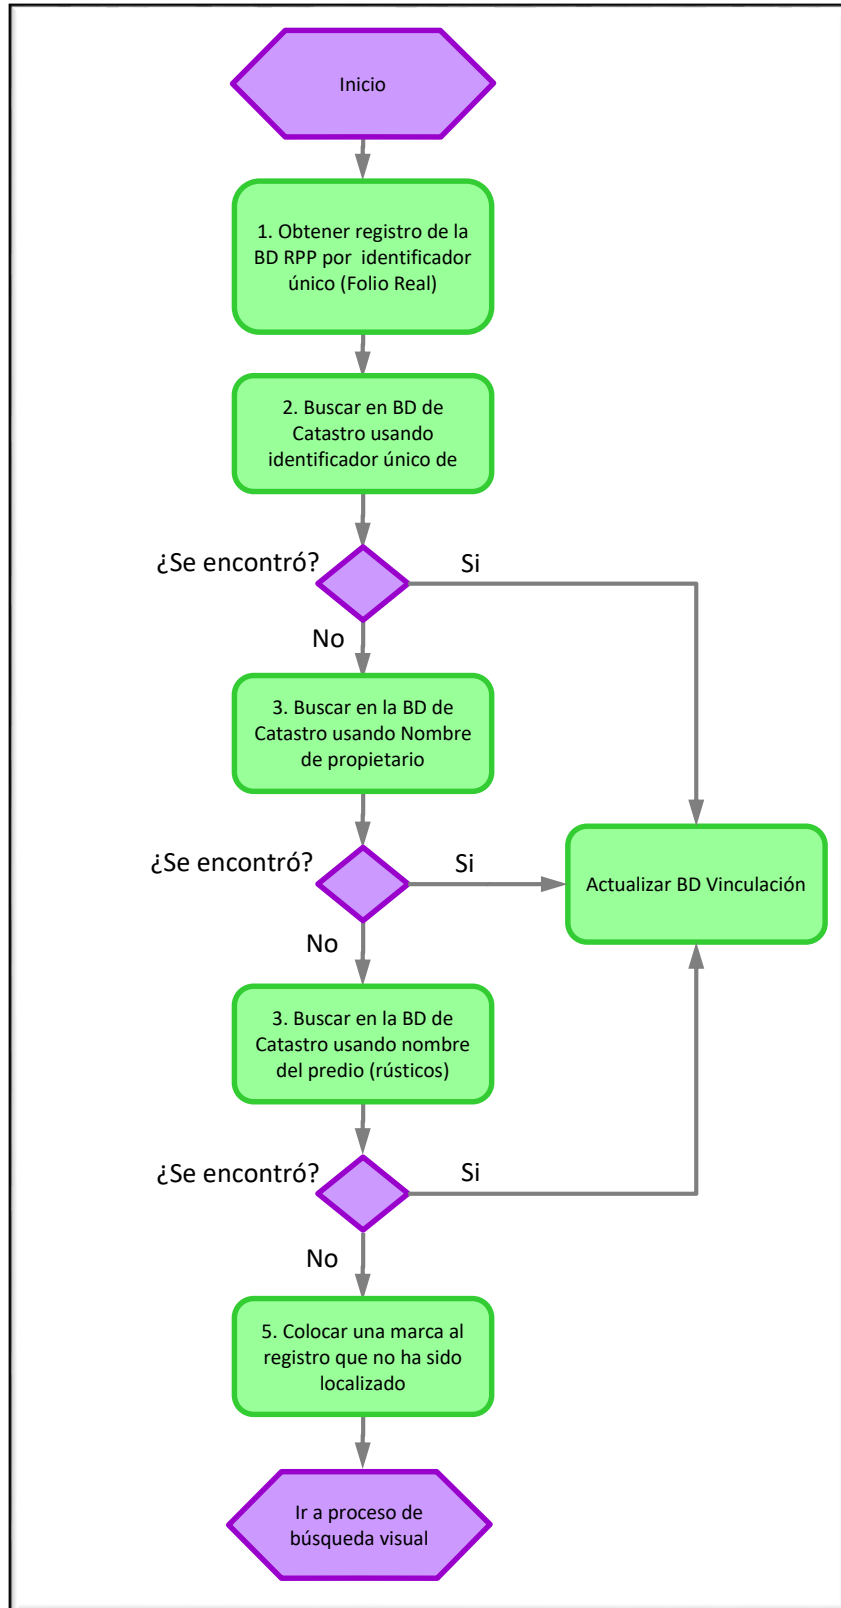 Inicio
1. Obtener registro de la
BD RPP por identificador
único (Folio Real)
2. Buscar en BD de
Catastro usando
identificador único de
¿Se encontró?
Si
No
3. Buscar en la BD de
Catastro usando Nombre
de propietario
¿Se encontró?
Si
Actualizar BD Vinculación
No
3. Buscar en la BD de
Catastro usando nombre
del predio (rústicos)
¿Se encontró?
Si
No
5. Colocar una marca al
registro que no ha sido
localizado
Ir a proceso de
búsqueda visual